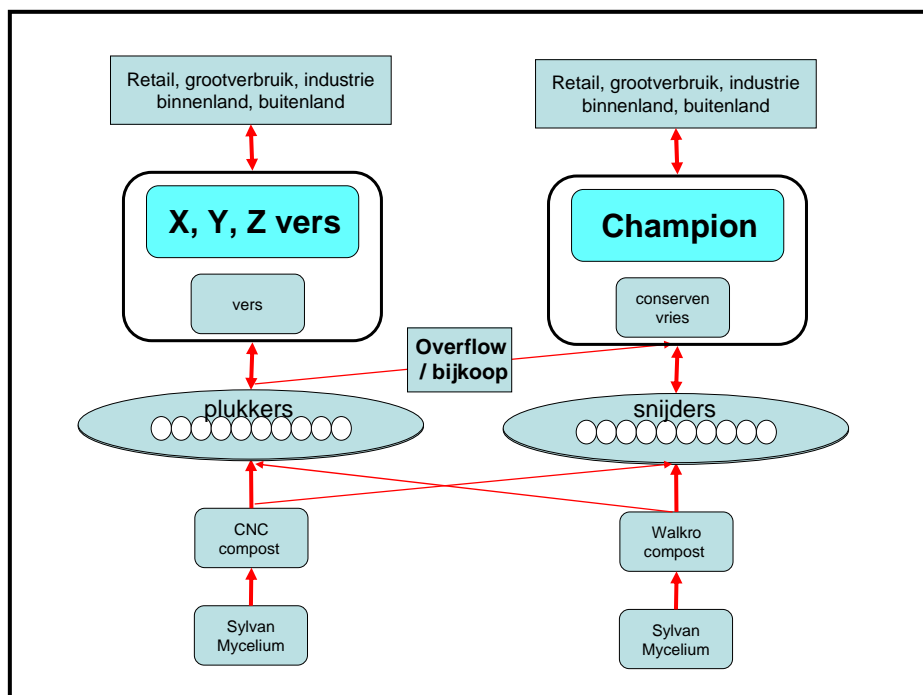 Retail, grootverbruik, industrie
binnenland, buitenland
Retail, grootverbruik, industrie
binnenland, buitenland
X, Y, Z vers
Champion
vers
conserven
vries
Overflow
/ bijkoop
plukkers
snijders
CNC
compost
Walkro
compost
Sylvan
Mycelium
Sylvan
Mycelium